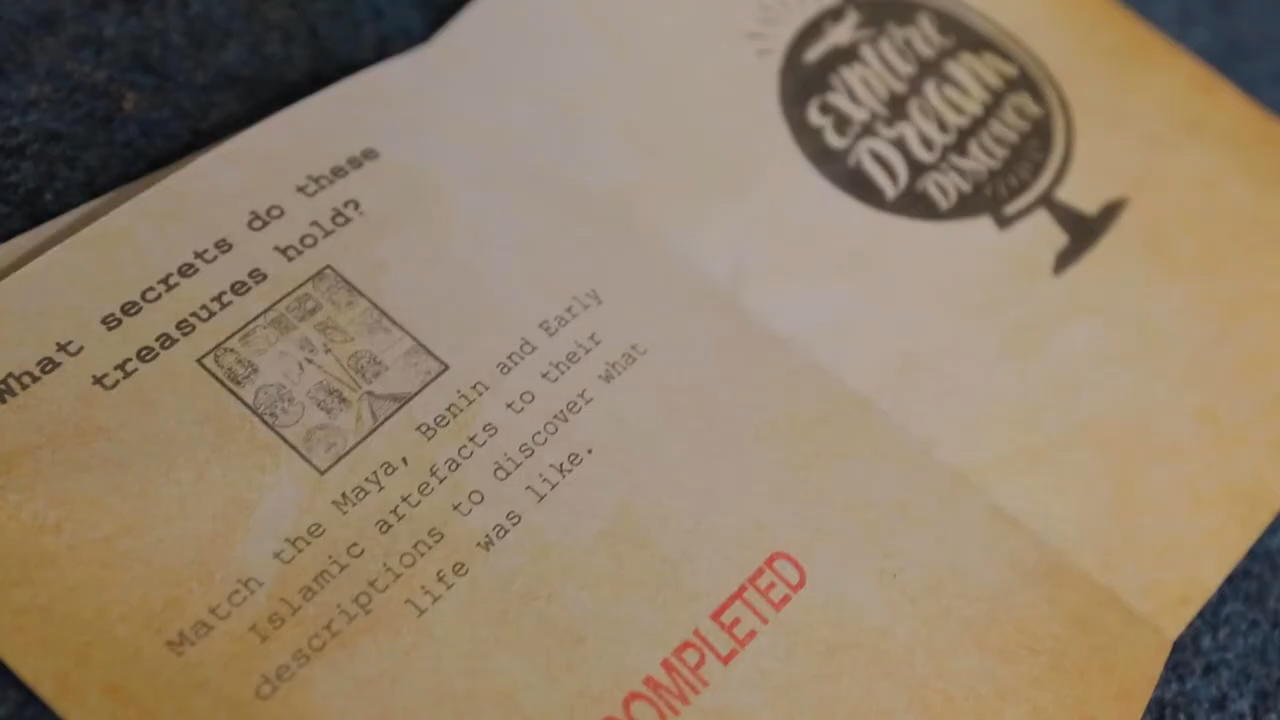 What secrets do these
treasures hold?
Match the Maya, Benin and Early
Islamic artefacts to their
descriptions to discover what
life was like.
Explore
Dream
Discover
COMPLETED